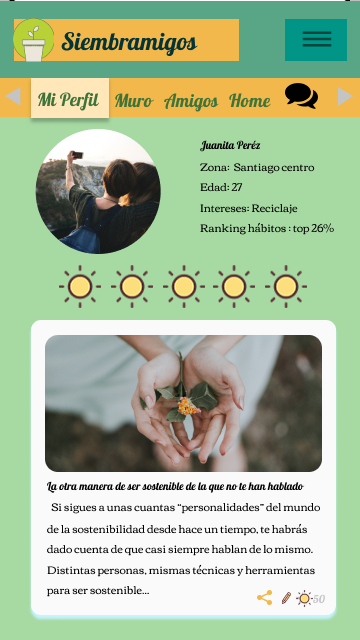 Siembramigos
Mi Perfil Muro Amigos Home
Juanita Peréz
Zona: Santiago centro
Edad: 27
Intereses: Reciclaje
Ranking hábitos : top 26%
La otra manera de ser sostenible de la que no te han hablado
Si sigues a unas cuantas “personalidades” del mundo
de la sostenibilidad desde hace un tiempo, te habrás
dado cuenta de que casi siempre hablan de lo mismo.
Distintas personas, mismas técnicas y herramientas
para ser sostenible...
50